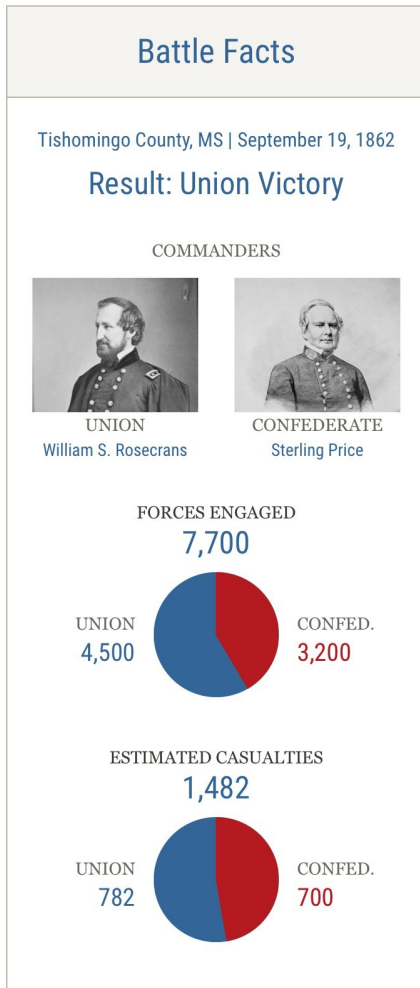 Battle Facts
Tishomingo County, MS | September 19, 1862
Result: Union Victory
COMMANDERS
UNION
William S. Rosecrans
CONFEDERATE
Sterling Price
FORCES ENGAGED
7,700
UNION
4,500
CONFED.
3,200
ESTIMATED CASUALTIES
1,482
UNION
782
CONFED.
700